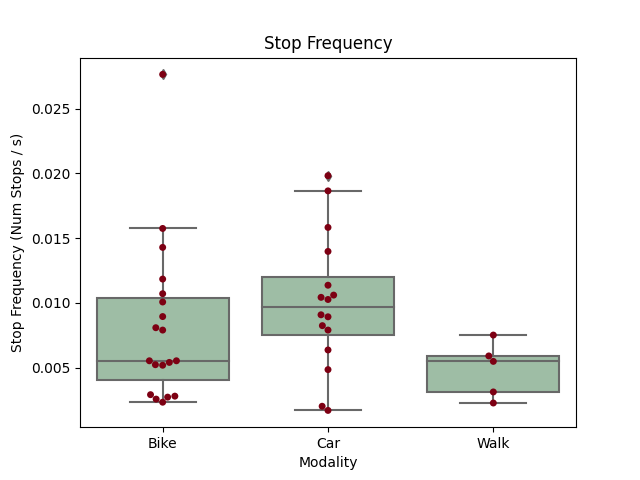 Stop Frequency
Stop Frequency (Num Stops / s)
0.025
0.020
0.015
0.010
0.005
Bike
Car
Walk
Modality